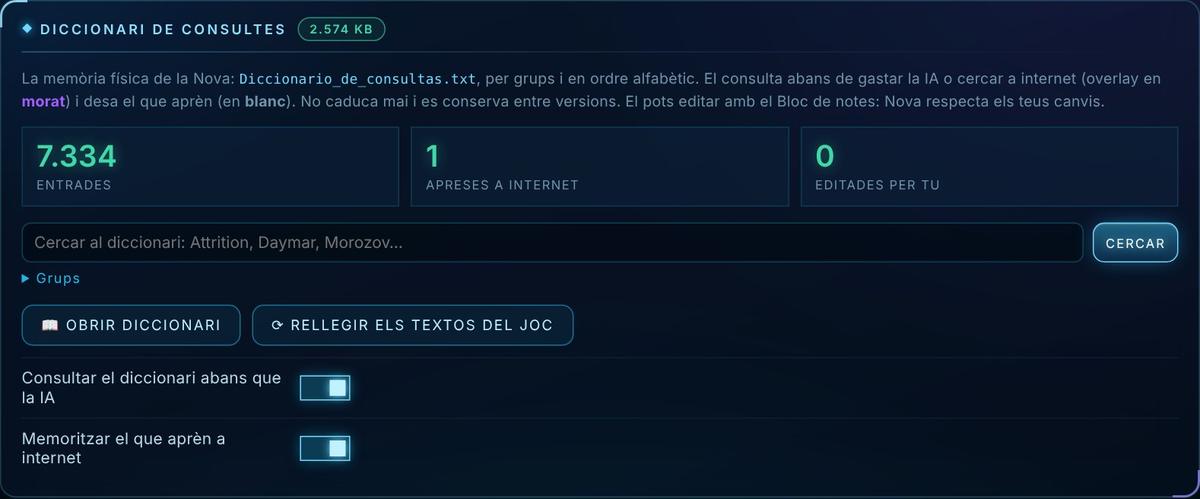 DICCIONARI DE CONSULTES 2.574 KB
La memòria física de la Nova: Diccionario_de_consultas.txt, per grups i en ordre alfabètic. El consulta abans de gastar la IA o cercar a internet (overlay en
morat) i desa el que aprèn (en blanc). No caduca mai i es conserva entre versions. El pots editar amb el Bloc de notes: Nova respecta els teus canvis.
7.334
ENTRADES
1
APRESES A INTERNET
0
EDITADES PER TU
Cercar al diccionari: Attrition, Daymar, Morozov...
CERCAR
Grups
OBRIR DICCIONARI
RELLEGIR ELS TEXTOS DEL JOC
Consultar el diccionari abans que
la IA
Memoritzar el que aprèn a
internet